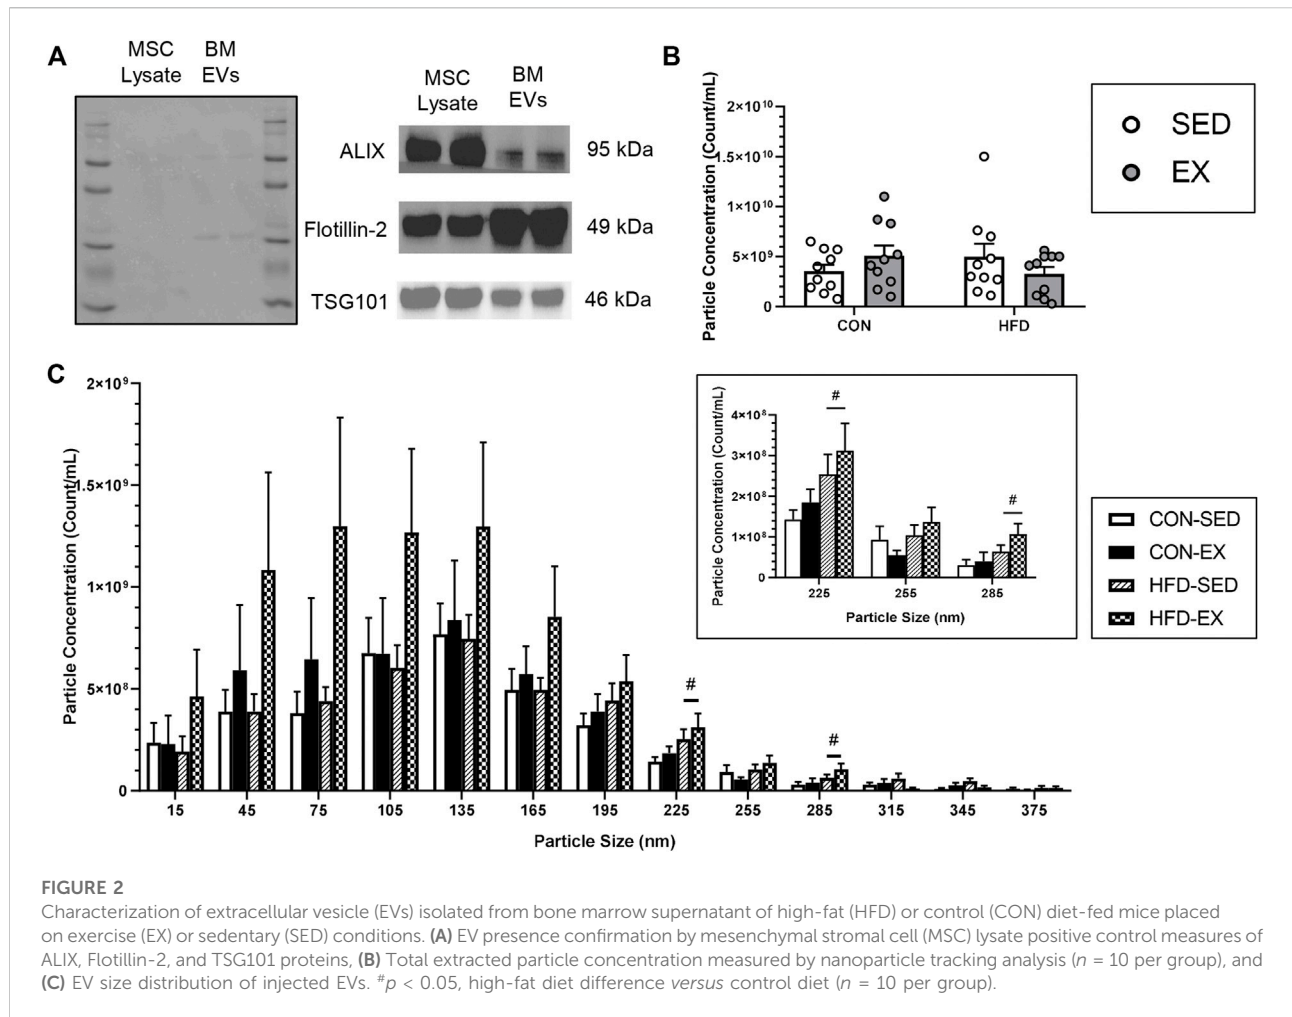 A
MSC
Lysate
BM
EVs
MSC
Lysate
BM
EVs
ALIX
95 kDa
Flotillin-2
49 kDa
TSG101
46 kDa
B
Particle Concentration (Count/mL)
2×10¹⁰
1.5×10¹⁰
1×10¹⁰
5×10⁹
0
CON
HFD
SED
EX
C
Particle Concentration (Count/mL)
2×10⁹
1.5×10⁹
1×10⁹
5×10⁸
0
#
#
15 45 75 105 135 165 195 225 255 285 315 345 375
Particle Size (nm)
Particle Concentration (Count/mL)
4×10⁸
3×10⁸
2×10⁸
1×10⁸
0
#
#
225 255 285
Particle Size (nm)
CON-SED
CON-EX
HFD-SED
HFD-EX
FIGURE 2
Characterization of extracellular vesicle (EVs) isolated from bone marrow supernatant of high-fat (HFD) or control (CON) diet-fed mice placed
on exercise (EX) or sedentary (SED) conditions. (A) EV presence confirmation by mesenchymal stromal cell (MSC) lysate positive control measures of
ALIX, Flotillin-2, and TSG101 proteins, (B) Total extracted particle concentration measured by nanoparticle tracking analysis (n = 10 per group), and
(C) EV size distribution of injected EVs. #p < 0.05, high-fat diet difference versus control diet (n = 10 per group).